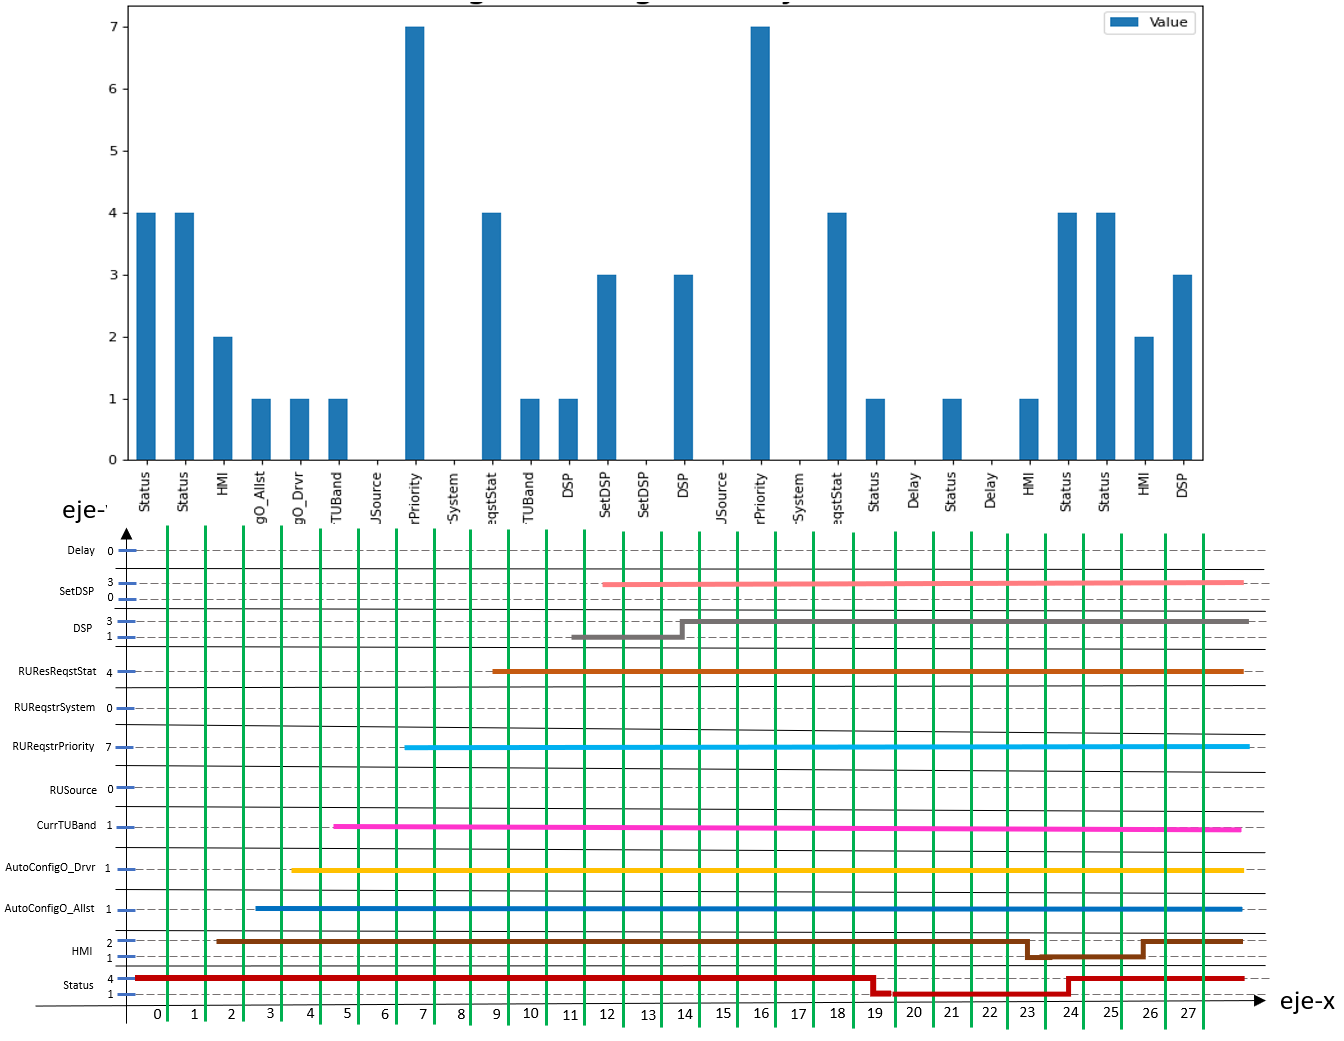 Value
7
6
5
4
3
2
1
0
Status
Status
HMI
gO_Allst
gO_Drvr
TUBand
JSource
rPriority
-System
eqstStat
TUBand
DSP
SetDSP
SetDSP
DSP
JSource
rPriority
-System
eqstStat
Status
Delay
Status
Delay
HMI
Status
Status
HMI
DSP
eje-
Delay 0
3
SetDSP
0
3
DSP
1
RUResReqstStat 4
RUReqstrSystem 0
RUReqstrPriority 7
RUSource 0
CurrTUBand 1
AutoConfigO_Drvr 1
AutoConfigO_Allst 1
2
HMI
1
4
Status
1
eje-x
0 1 2 3 4 5 6 7 8 9 10 11 12 13 14 15 16 17 18 19 20 21 22 23 24 25 26 27